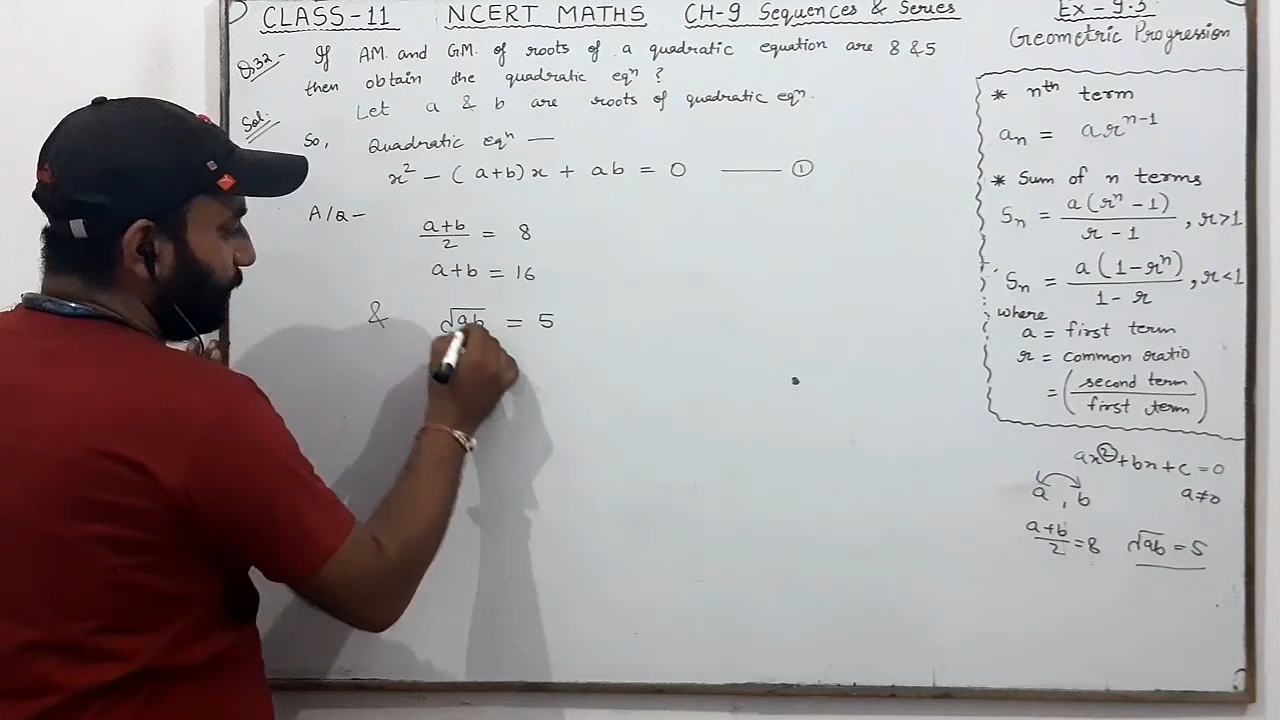 CLASS-11 NCERT MATHS CH-9 Sequences & Series
Ex-9.3
Geometric Progression
Q.32- If A.M. and G.M. of roots of a quadratic equation are 8 & 5
then obtain the quadratic eqⁿ ?
Sol:- Let a & b are roots of quadratic eqⁿ.
So, Quadratic eqⁿ —
x² - (a+b)x + ab = 0 —— ①
A/Q-
(a+b)/2 = 8
a+b = 16
& √ab = 5
* nᵗʰ term
aₙ = arⁿ⁻¹
* Sum of n terms
Sₙ = a(rⁿ - 1)/(r - 1), r>1
Sₙ = a(1-rⁿ)/(1-r), r<1
where
a = first term
r = common ratio
= (second term/first term)
ax²+bx+c=0
a, b a≠0
(a+b)/2=8 √ab = 5